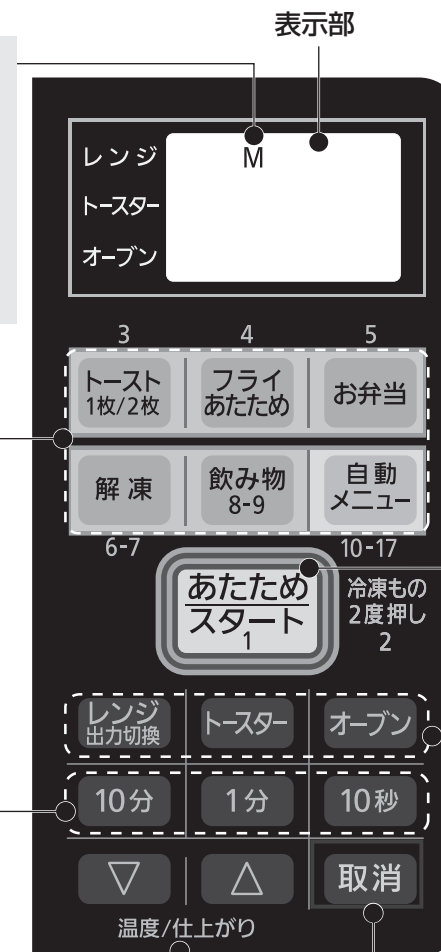 表示部
レンジ M
トースター
オーブン
3 4 5
トースト フライ お弁当
1枚/2枚 あたため
解凍 飲み物 自動
8-9 メニュー
6-7 10-17
あたため 冷凍もの
スタート 2度押し
1 2
レンジ トースター オーブン
出力切換
10分 1分 10秒
▽ △ 取消
温度/仕上がり